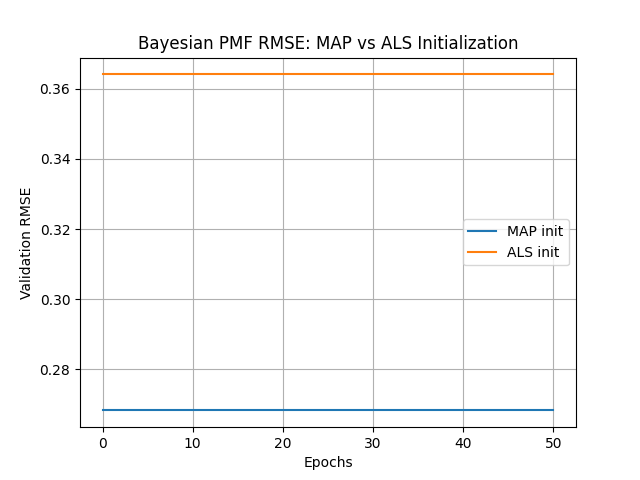 Bayesian PMF RMSE: MAP vs ALS Initialization
0.36
0.34
0.32
0.30
0.28
Validation RMSE
MAP init
ALS init
0 10 20 30 40 50
Epochs